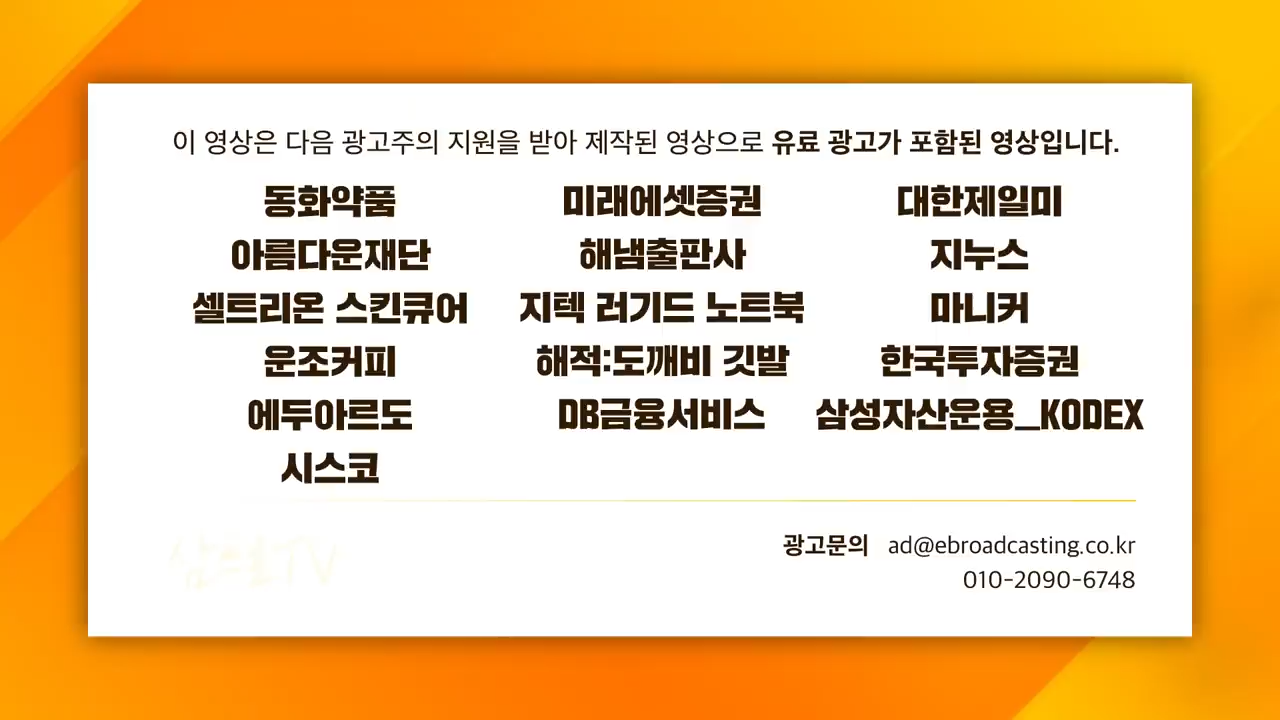 이 영상은 다음 광고주의 지원을 받아 제작된 영상으로 유료 광고가 포함된 영상입니다.
동화약품 미래에셋증권 대한제일미
아름다운재단 해냄출판사 지누스
셀트리온 스킨큐어 지텍 러기드 노트북 마니커
운조커피 해적:도깨비 깃발 한국투자증권
에두아르도 DB금융서비스 삼성자산운용_KODEX
시스코
삼프로TV
광고문의 ad@ebroadcasting.co.kr
010-2090-6748